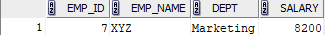 EMP_ID EMP_NAME DEPT SALARY
1 7 XYZ Marketing 8200